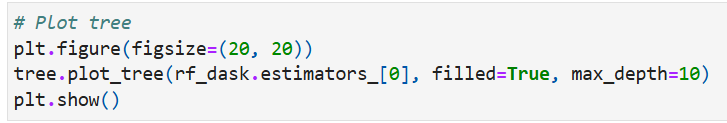 # Plot tree
plt.figure(figsize=(20, 20))
tree.plot_tree(rf_dask.estimators_[0], filled=True, max_depth=10)
plt.show()